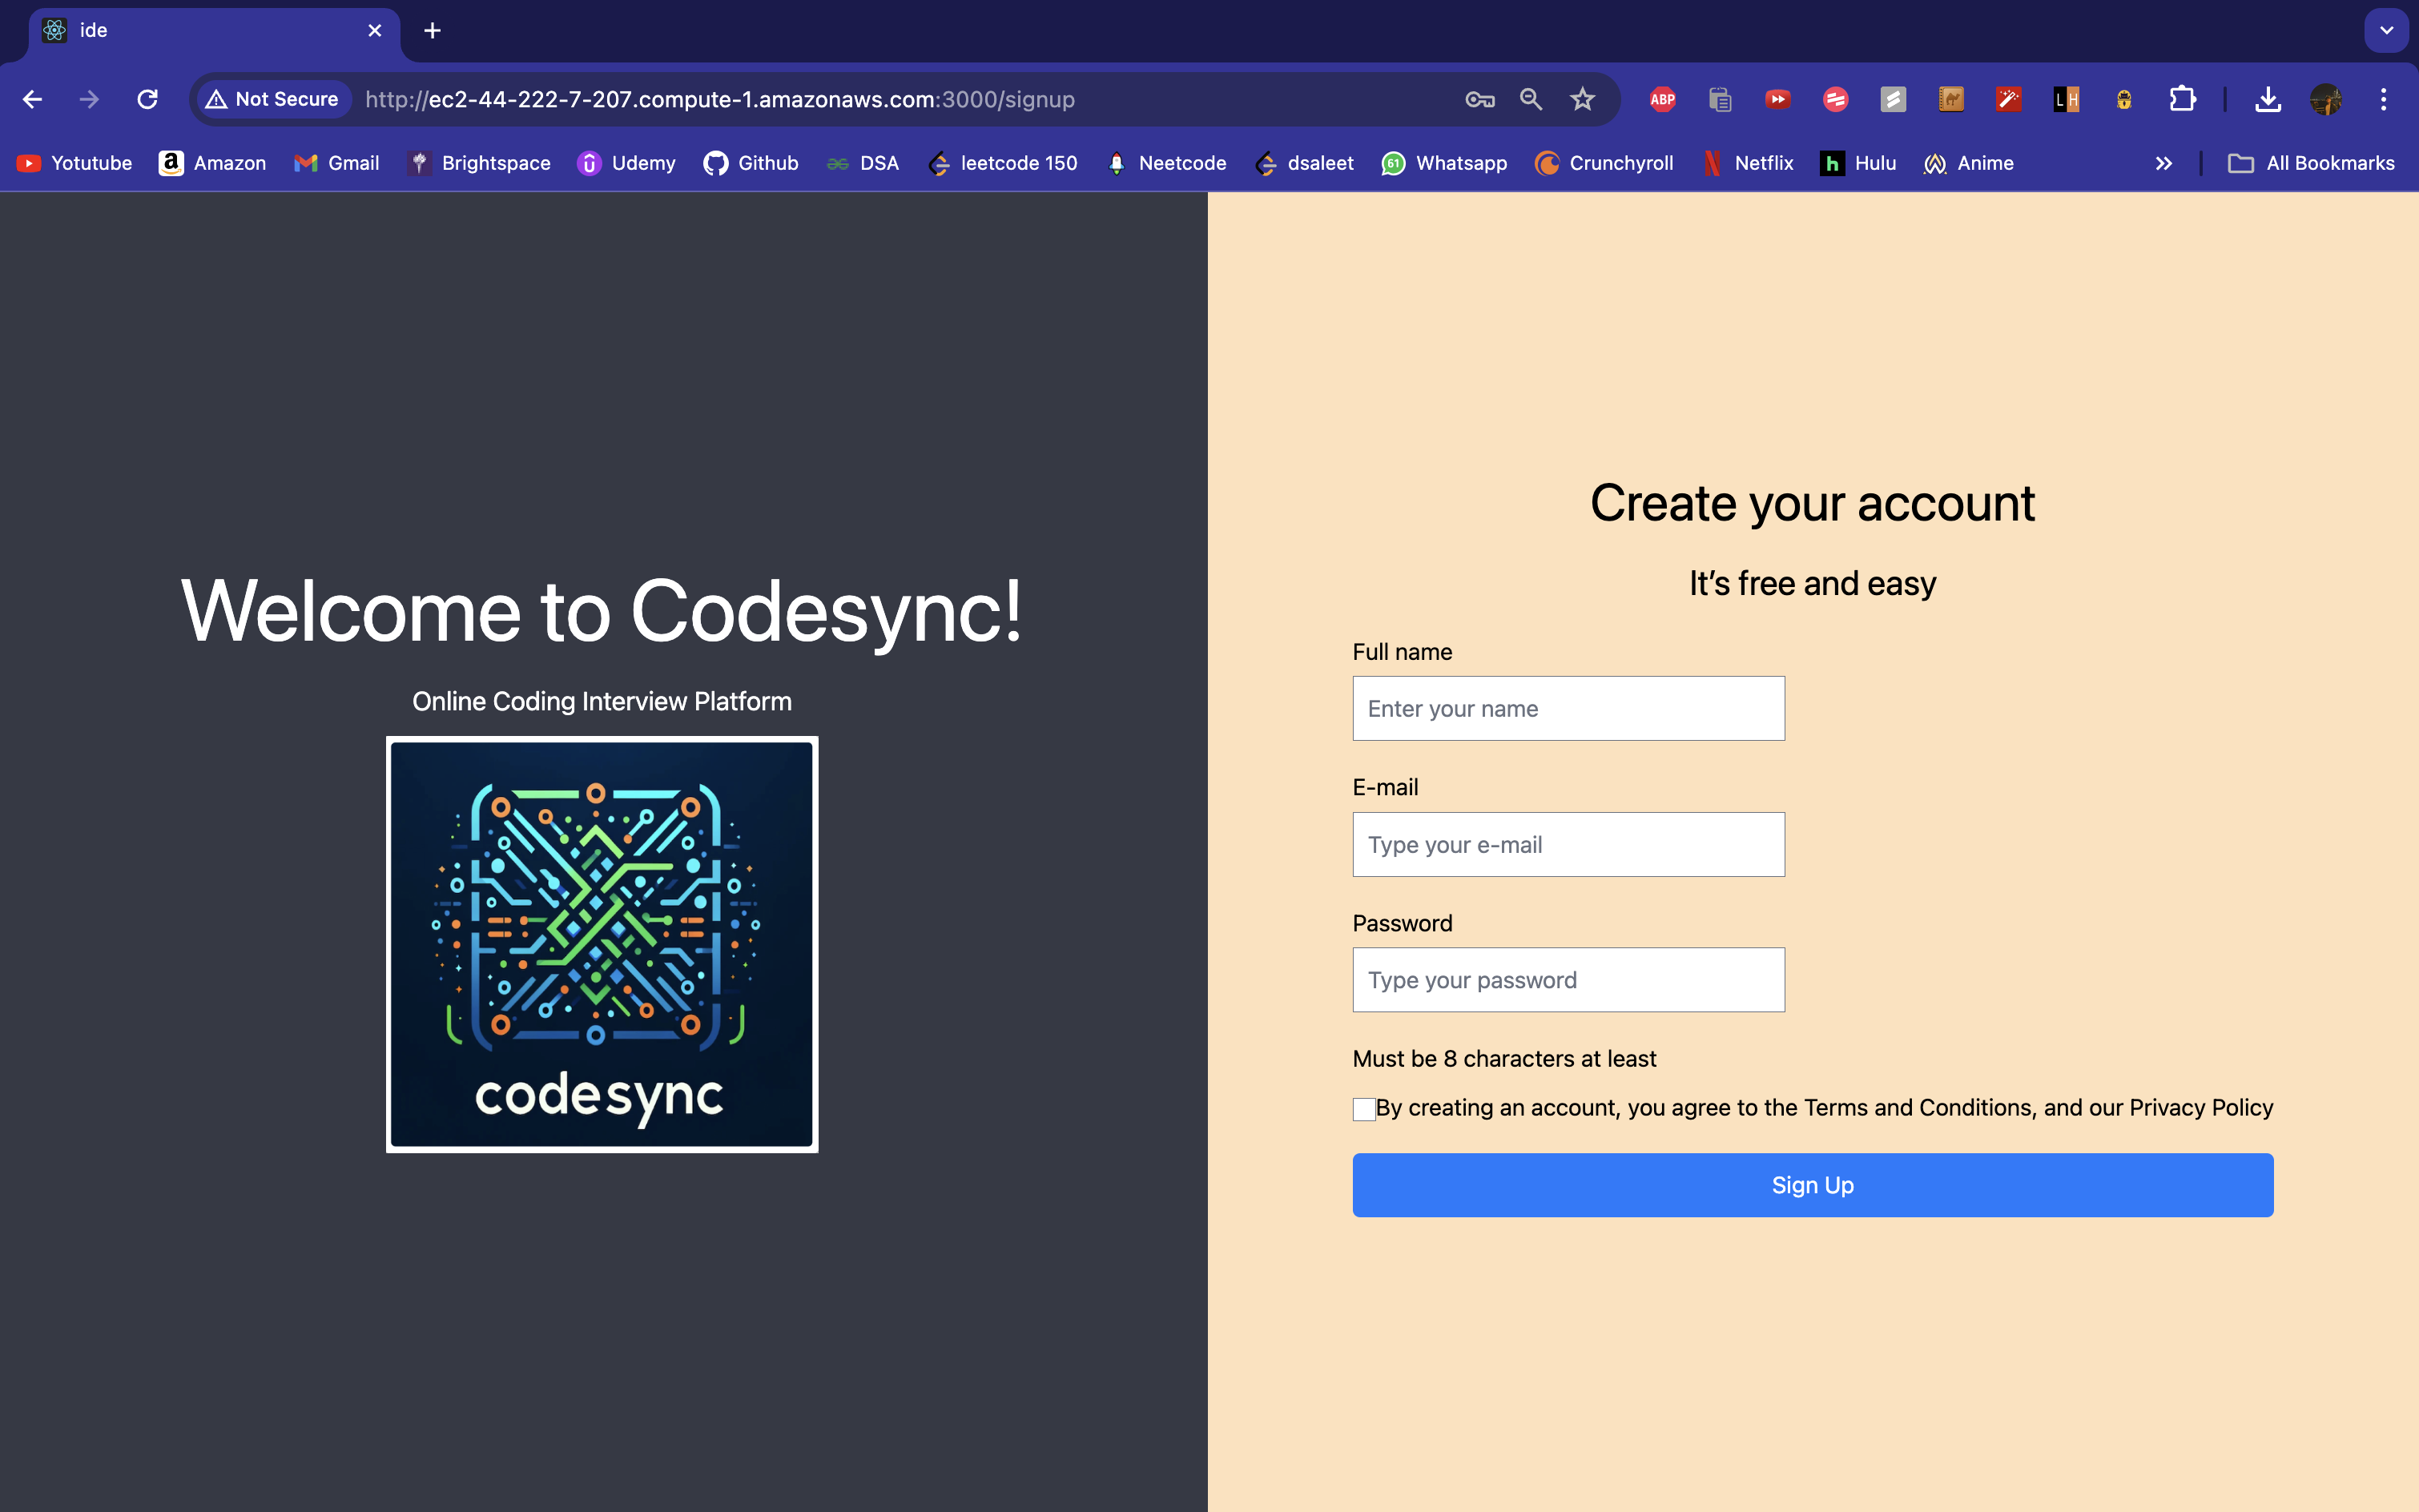 ide
Not Secure http://ec2-44-222-7-207.compute-1.amazonaws.com:3000/signup ABP L H
Yotutube Amazon Gmail Brightspace Udemy Github DSA leetcode 150 Neetcode dsaleet 61 Whatsapp Crunchyroll Netflix h Hulu Anime All Bookmarks
Welcome to Codesync!
Online Coding Interview Platform
codesync
Create your account
It’s free and easy
Full name
Enter your name
E-mail
Type your e-mail
Password
Type your password
Must be 8 characters at least
By creating an account, you agree to the Terms and Conditions, and our Privacy Policy
Sign Up